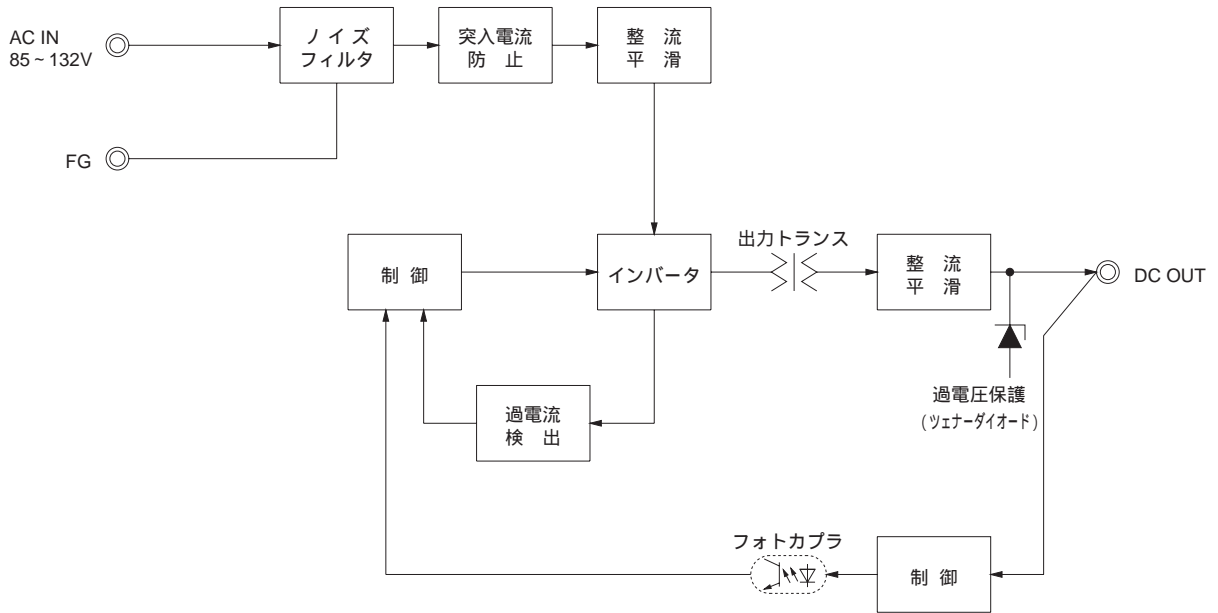 AC IN
85~132V
ノイズ
フィルタ
突入電流
防 止
整 流
平 滑
FG
制 御
インバータ
出力トランス
整 流
平 滑
DC OUT
過電流
検 出
過電圧保護
(ツェナーダイオード)
フォトカプラ
制 御